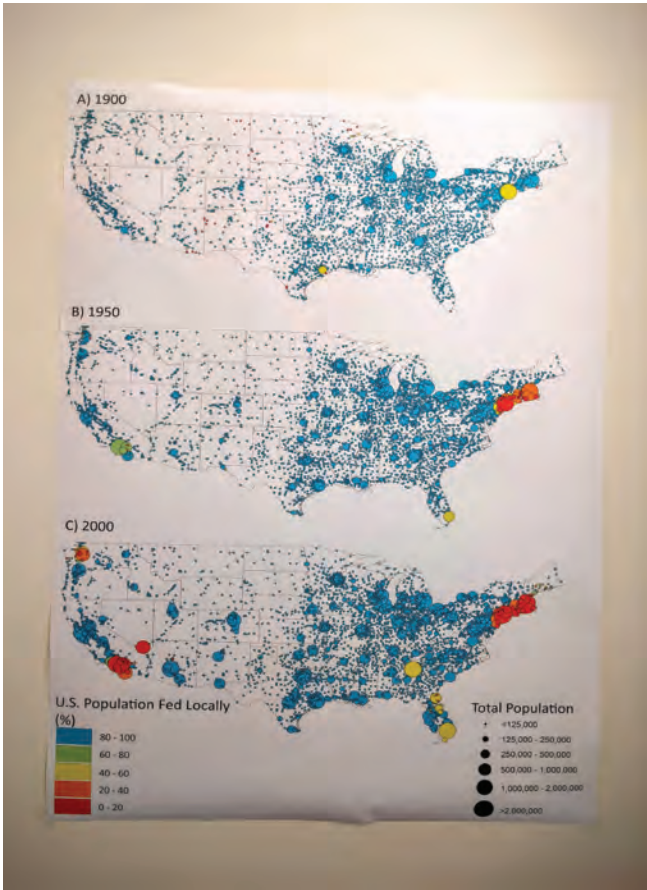 A) 1900
B) 1950
C) 2000
U.S. Population Fed Locally
(%)
80 - 100
60 - 80
40 - 60
20 - 40
0 - 20
Total Population
<125,000
125,000 - 250,000
250,000 - 500,000
500,000 - 1,000,000
1,000,000 - 2,000,000
>2,000,000